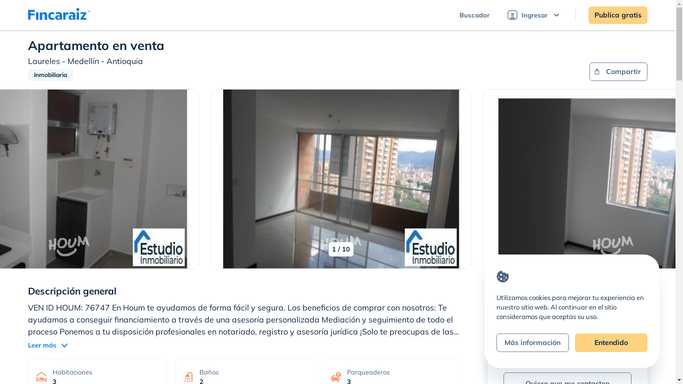 Fincaraiz
Buscador
Ingresar
Publica gratis
Apartamento en venta
Laureles - Medellín - Antioquia
Inmobiliaria
Compartir
HOUM
Estudio
Inmobiliario
HOUM
1 / 10
Estudio
Inmobiliario
HOUM
Descripción general
VEN ID HOUM: 76747 En Houm te ayudamos de forma fácil y segura. Los beneficios de comprar con nosotros: Te
ayudamos a conseguir financiamiento a través de una asesoría personalizada Mediación y seguimiento de todo el
proceso Ponemos a tu disposición profesionales en notariado, registro y asesoría jurídica ¡Solo te preocupas de las...
Leer más
Habitaciones
3
Baños
2
Parqueaderos
3
Utilizamos cookies para mejorar tu experiencia en
nuestro sitio web. Al continuar en el sitio
consideramos que aceptas su uso.
Más información
Entendido
Quiero que me contacten